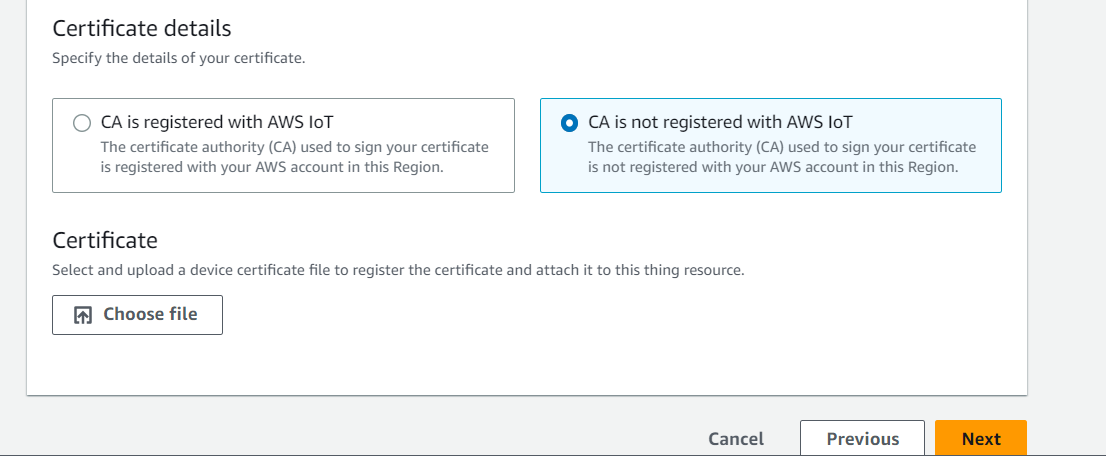 Certificate details
Specify the details of your certificate.
CA is registered with AWS IoT
The certificate authority (CA) used to sign your certificate
is registered with your AWS account in this Region.
CA is not registered with AWS IoT
The certificate authority (CA) used to sign your certificate
is not registered with your AWS account in this Region.
Certificate
Select and upload a device certificate file to register the certificate and attach it to this thing resource.
Choose file
Cancel
Previous
Next